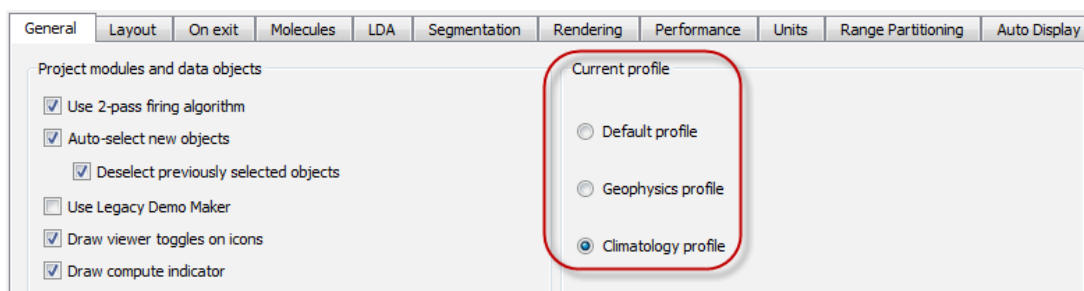 General Layout On exit Molecules LDA Segmentation Rendering Performance Units Range Partitioning Auto Display
Project modules and data objects
Use 2-pass firing algorithm
Auto-select new objects
Deselect previously selected objects
Use Legacy Demo Maker
Draw viewer toggles on icons
Draw compute indicator
Current profile
Default profile
Geophysics profile
Climatology profile